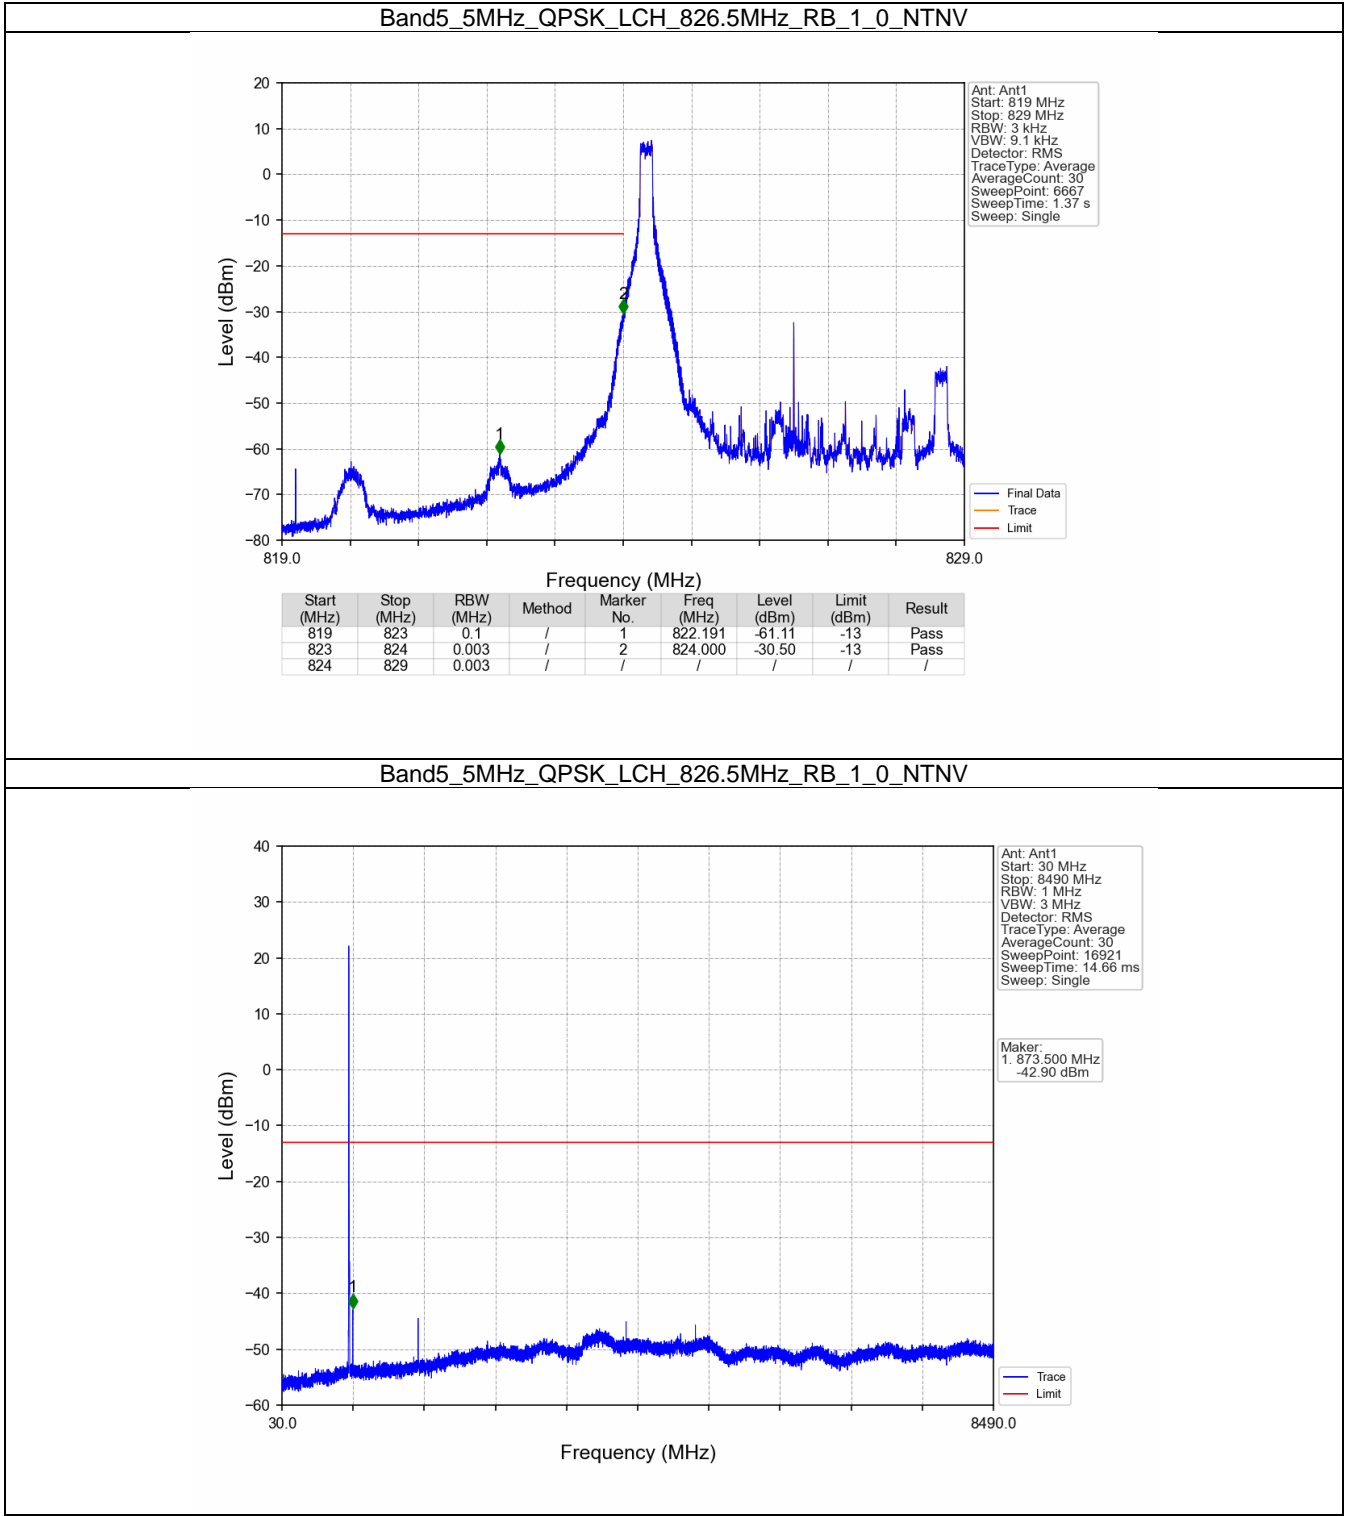 Band5_5MHz_QPSK_LCH_826.5MHz_RB_1_0_NTNV
20
10
0
−10
−20
−30
−40
−50
−60
−70
−80
Level (dBm)
1
2
819.0
829.0
Frequency (MHz)
Ant: Ant1
Start: 819 MHz
Stop: 829 MHz
RBW: 3 kHz
VBW: 9.1 kHz
Detector: RMS
TraceType: Average
AverageCount: 30
SweepPoint: 6667
SweepTime: 1.37 s
Sweep: Single
Final Data
Trace
Limit
Start (MHz) Stop (MHz) RBW (MHz) Method Marker No. Freq (MHz) Level (dBm) Limit (dBm) Result
819 823 0.1 / 1 822.191 -61.11 -13 Pass
823 824 0.003 / 2 824.000 -30.50 -13 Pass
824 829 0.003 / / / / / /
Band5_5MHz_QPSK_LCH_826.5MHz_RB_1_0_NTNV
40
30
20
10
0
−10
−20
−30
−40
−50
−60
Level (dBm)
1
30.0
8490.0
Frequency (MHz)
Ant: Ant1
Start: 30 MHz
Stop: 8490 MHz
RBW: 1 MHz
VBW: 3 MHz
Detector: RMS
TraceType: Average
AverageCount: 30
SweepPoint: 16921
SweepTime: 14.66 ms
Sweep: Single
Maker:
1. 873.500 MHz
-42.90 dBm
Trace
Limit